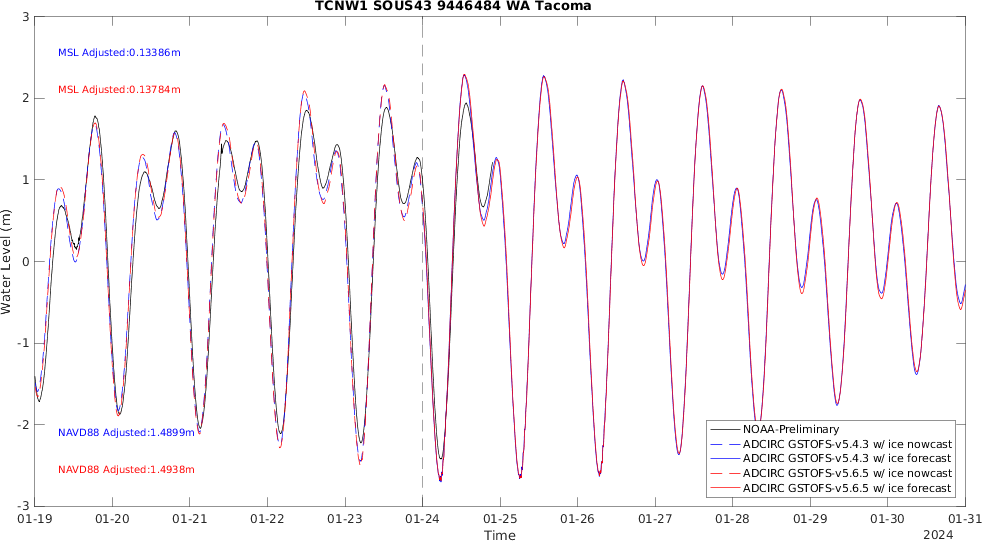 TCNW1 SOUS43 9446484 WA Tacoma
3
2
1
0
-1
-2
-3
Water Level (m)
MSL Adjusted:0.13386m
MSL Adjusted:0.13784m
NAVD88 Adjusted:1.4899m
NAVD88 Adjusted:1.4938m
NOAA-Preliminary
ADCIRC GSTOFS-v5.4.3 w/ ice nowcast
ADCIRC GSTOFS-v5.4.3 w/ ice forecast
ADCIRC GSTOFS-v5.6.5 w/ ice nowcast
ADCIRC GSTOFS-v5.6.5 w/ ice forecast
01-19 01-20 01-21 01-22 01-23 01-24 01-25 01-26 01-27 01-28 01-29 01-30 01-31
Time
2024